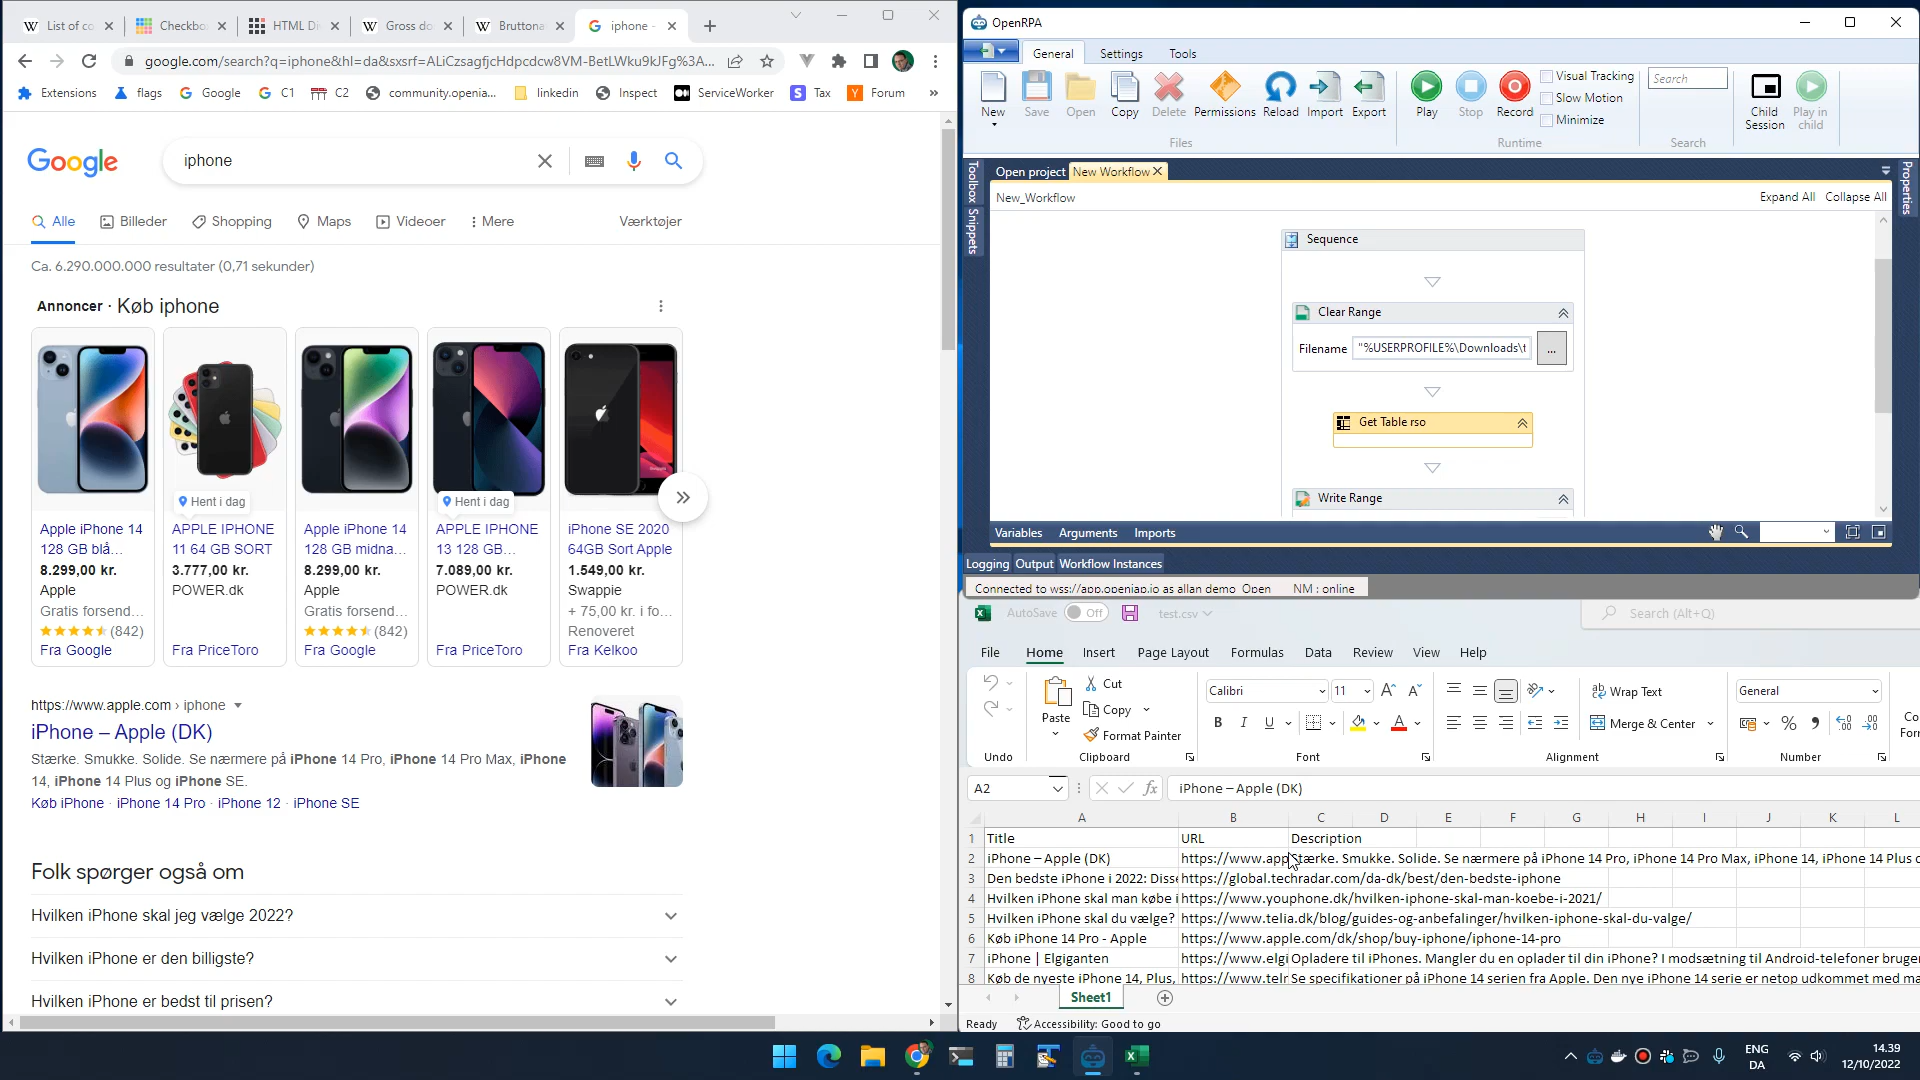 List of co
Checkbo
HTML Di
Gross do
Bruttona
iphone -
google.com/search?q=iphone&hl=da&sxsrf=ALiCzsagfjcHdpcdcw8VM-BetLWku9kJFg%3A...
Extensions
flags
Google
C1
C2
community.openia...
linkedin
Inspect
ServiceWorker
Tax
Forum
»
Google
iphone
Alle
Billeder
Shopping
Maps
Videoer
Mere
Værktøjer
Ca. 6.290.000.000 resultater (0,71 sekunder)
Annoncer · Køb iphone
Apple iPhone 14
128 GB blå...
8.299,00 kr.
Apple
Gratis forsend...
(842)
Fra Google
Hent i dag
APPLE IPHONE
11 64 GB SORT
3.777,00 kr.
POWER.dk
Fra PriceToro
Apple iPhone 14
128 GB midna...
8.299,00 kr.
Apple
Gratis forsend...
(842)
Fra Google
Hent i dag
APPLE IPHONE
13 128 GB...
7.089,00 kr.
POWER.dk
Fra PriceToro
iPhone SE 2020
64GB Sort Apple
1.549,00 kr.
Swappie
+ 75,00 kr. i fo...
Renoveret
Fra Kelkoo
https://www.apple.com › iphone
iPhone – Apple (DK)
Stærke. Smukke. Solide. Se nærmere på iPhone 14 Pro, iPhone 14 Pro Max, iPhone
14, iPhone 14 Plus og iPhone SE.
Køb iPhone · iPhone 14 Pro · iPhone 12 · iPhone SE
Folk spørger også om
Hvilken iPhone skal jeg vælge 2022?
Hvilken iPhone er den billigste?
Hvilken iPhone er bedst til prisen?
OpenRPA
General
Settings
Tools
New
Save
Open
Copy
Delete
Permissions
Reload
Import
Export
Files
Play
Stop
Record
Visual Tracking
Slow Motion
Minimize
Runtime
Search
Search
Child
Session
Play in
child
Toolbox
Snippets
Properties
Open project
New Workflow
New_Workflow
Expand All
Collapse All
Sequence
Clear Range
Filename
"%USERPROFILE%\Downloads\t
...
Get Table rso
Write Range
Variables
Arguments
Imports
Logging
Output
Workflow Instances
Connected to wss://app.openiap.io as allan demo Open
NM : online
AutoSave
Off
test.csv
Search (Alt+Q)
File
Home
Insert
Page Layout
Formulas
Data
Review
View
Help
Undo
Paste
Cut
Copy
Format Painter
Clipboard
Calibri
11
B I U
Font
Wrap Text
Merge & Center
Alignment
General
Number
Co
Forn
A2
fx
iPhone – Apple (DK)
A B C D E F G H I J K L
1 Title URL Description
2 iPhone – Apple (DK) https://www.app Stærke. Smukke. Solide. Se nærmere på iPhone 14 Pro, iPhone 14 Pro Max, iPhone 14, iPhone 14 Plus o
3 Den bedste iPhone i 2022: Disse https://global.techradar.com/da-dk/best/den-bedste-iphone
4 Hvilken iPhone skal man købe i https://www.youphone.dk/hvilken-iphone-skal-man-koebe-i-2021/
5 Hvilken iPhone skal du vælge? https://www.telia.dk/blog/guides-og-anbefalinger/hvilken-iphone-skal-du-valge/
6 Køb iPhone 14 Pro - Apple https://www.apple.com/dk/shop/buy-iphone/iphone-14-pro
7 iPhone | Elgiganten https://www.elgi Opladere til iPhones. Mangler du en oplader til din iPhone? I modsætning til Android-telefoner bruger
8 Køb de nyeste iPhone 14, Plus, https://www.telr Se specifikationer på iPhone 14 serien fra Apple. Den nye iPhone 14 serie er netop udkommet med ma
Sheet1
Ready
Accessibility: Good to go
ENG
DA
14.39
12/10/2022